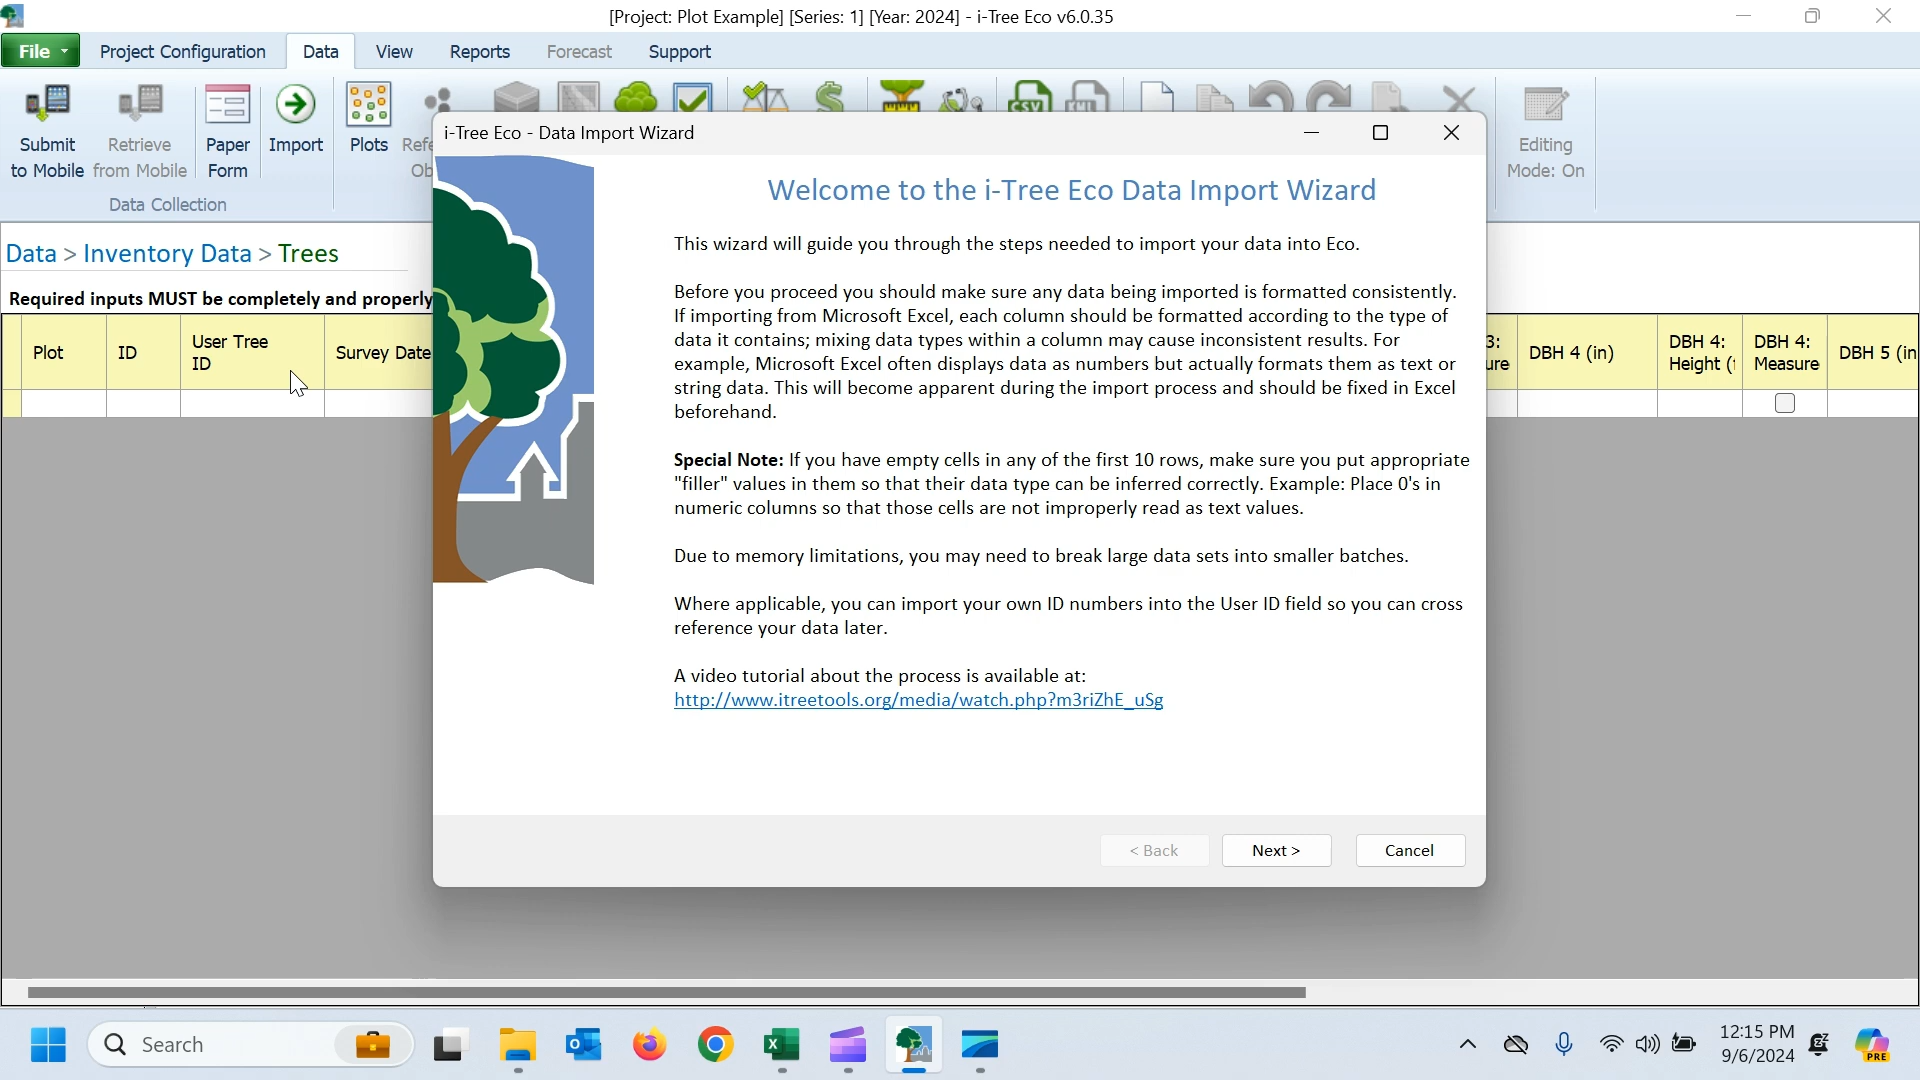 [Project: Plot Example] [Series: 1] [Year: 2024] - i-Tree Eco v6.0.35
File Project Configuration Data View Reports Forecast Support
Submit to Mobile
Retrieve from Mobile
Paper Form
Import
Plots
Refe
Ob
CSV
KML
Editing Mode: On
Data Collection
i-Tree Eco - Data Import Wizard
Data > Inventory Data > Trees
Required inputs MUST be completely and properly
Plot
ID
User Tree ID
Survey Date
3:
ure
DBH 4 (in)
DBH 4: Height (
DBH 4: Measure
DBH 5 (in
Welcome to the i-Tree Eco Data Import Wizard
This wizard will guide you through the steps needed to import your data into Eco.
Before you proceed you should make sure any data being imported is formatted consistently.
If importing from Microsoft Excel, each column should be formatted according to the type of
data it contains; mixing data types within a column may cause inconsistent results. For
example, Microsoft Excel often displays data as numbers but actually formats them as text or
string data. This will become apparent during the import process and should be fixed in Excel
beforehand.
Special Note: If you have empty cells in any of the first 10 rows, make sure you put appropriate
"filler" values in them so that their data type can be inferred correctly. Example: Place 0's in
numeric columns so that those cells are not improperly read as text values.
Due to memory limitations, you may need to break large data sets into smaller batches.
Where applicable, you can import your own ID numbers into the User ID field so you can cross
reference your data later.
A video tutorial about the process is available at:
http://www.itreetools.org/media/watch.php?m3riZhE_uSg
< Back
Next >
Cancel
Search
12:15 PM
9/6/2024
PRE